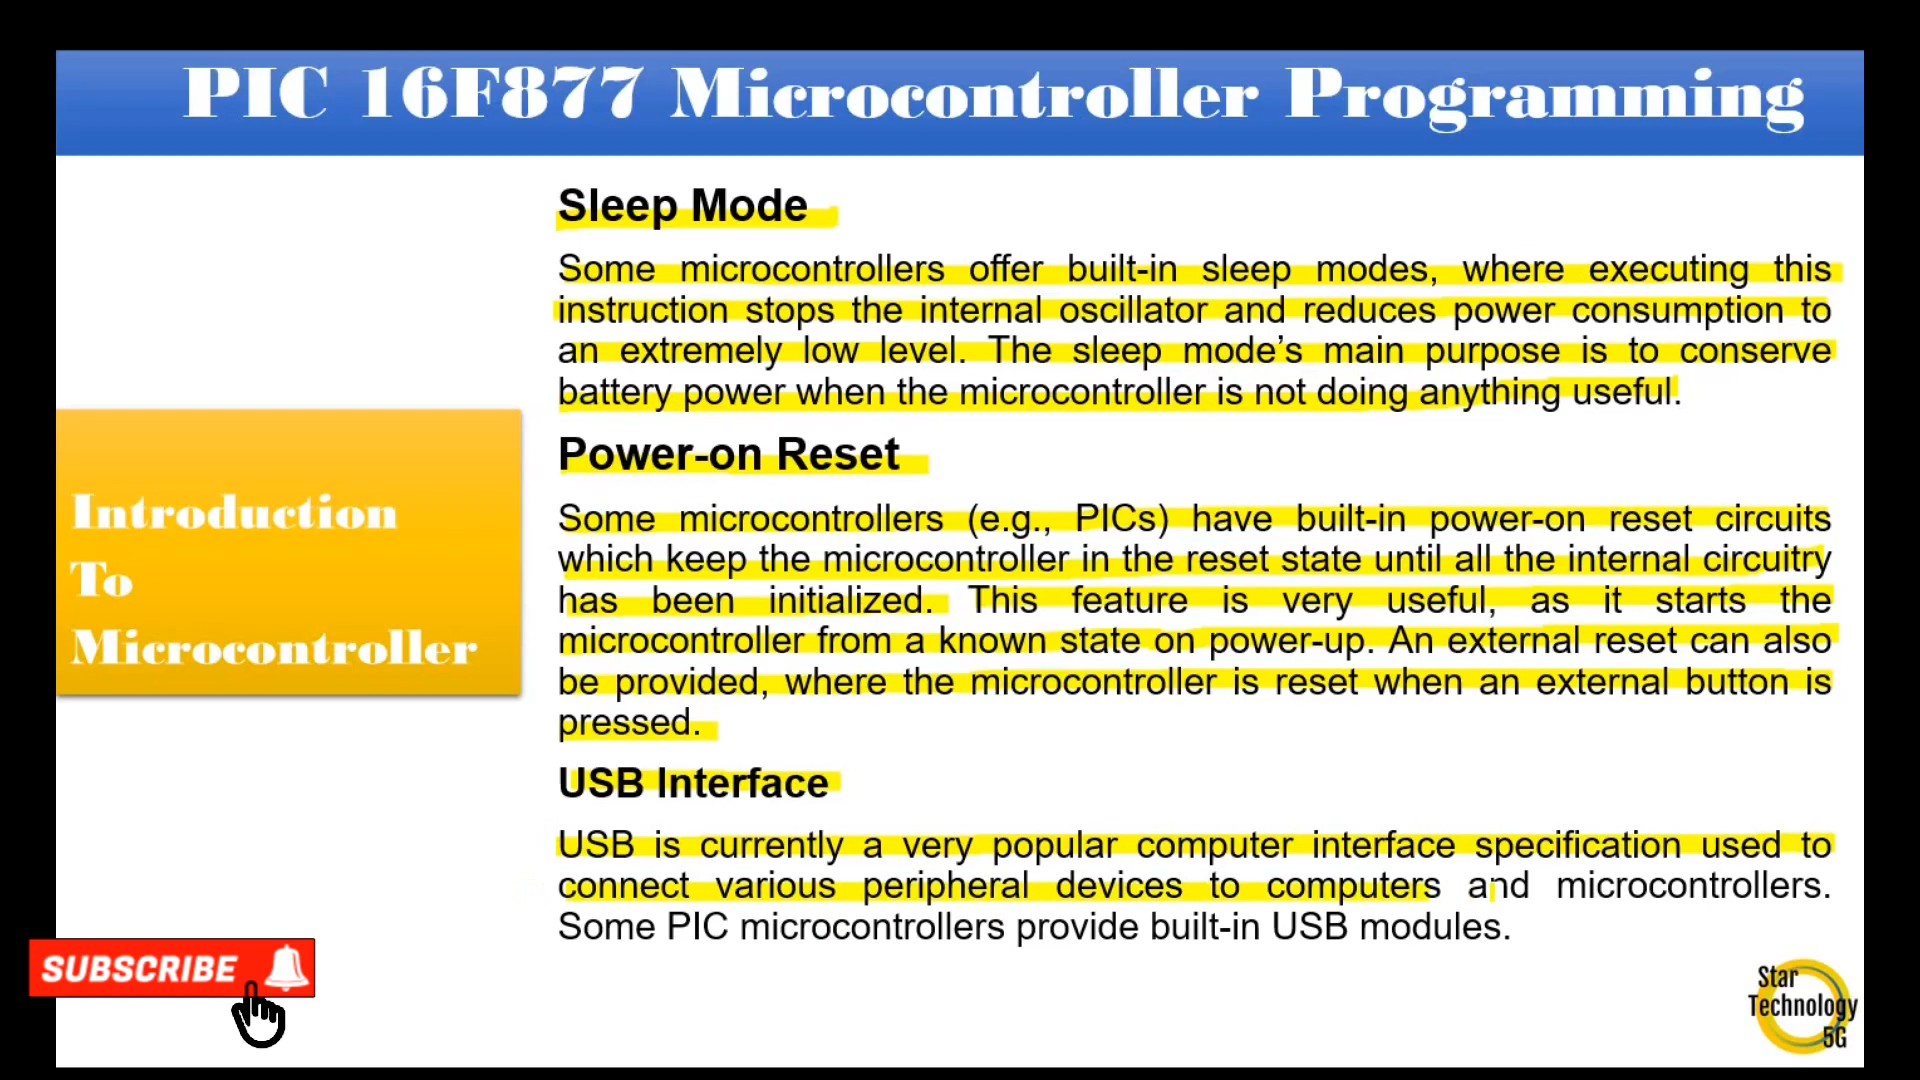 PIC 16F877 Microcontroller Programming
Sleep Mode
Some microcontrollers offer built-in sleep modes, where executing this
instruction stops the internal oscillator and reduces power consumption to
an extremely low level. The sleep mode’s main purpose is to conserve
battery power when the microcontroller is not doing anything useful.
Power-on Reset
Some microcontrollers (e.g., PICs) have built-in power-on reset circuits
which keep the microcontroller in the reset state until all the internal circuitry
has been initialized. This feature is very useful, as it starts the
microcontroller from a known state on power-up. An external reset can also
be provided, where the microcontroller is reset when an external button is
pressed.
USB Interface
USB is currently a very popular computer interface specification used to
connect various peripheral devices to computers and microcontrollers.
Some PIC microcontrollers provide built-in USB modules.
Introduction
To
Microcontroller
SUBSCRIBE
Star
Technology
5G